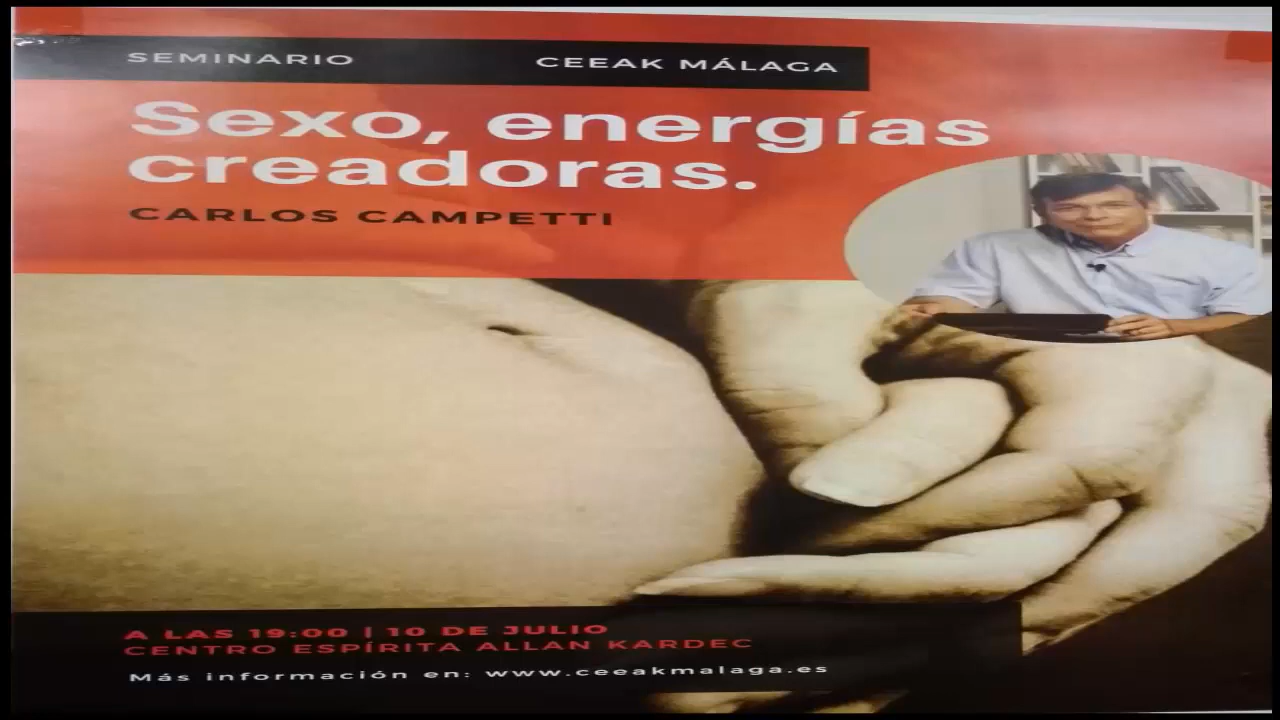 SEMINARIO CEEAK MÁLAGA
Sexo, energías
creadoras.
CARLOS CAMPETTI
A LAS 19:00 | 10 DE JULIO
CENTRO ESPÍRITA ALLAN KARDEC
Más información en: www.ceeakmalaga.es